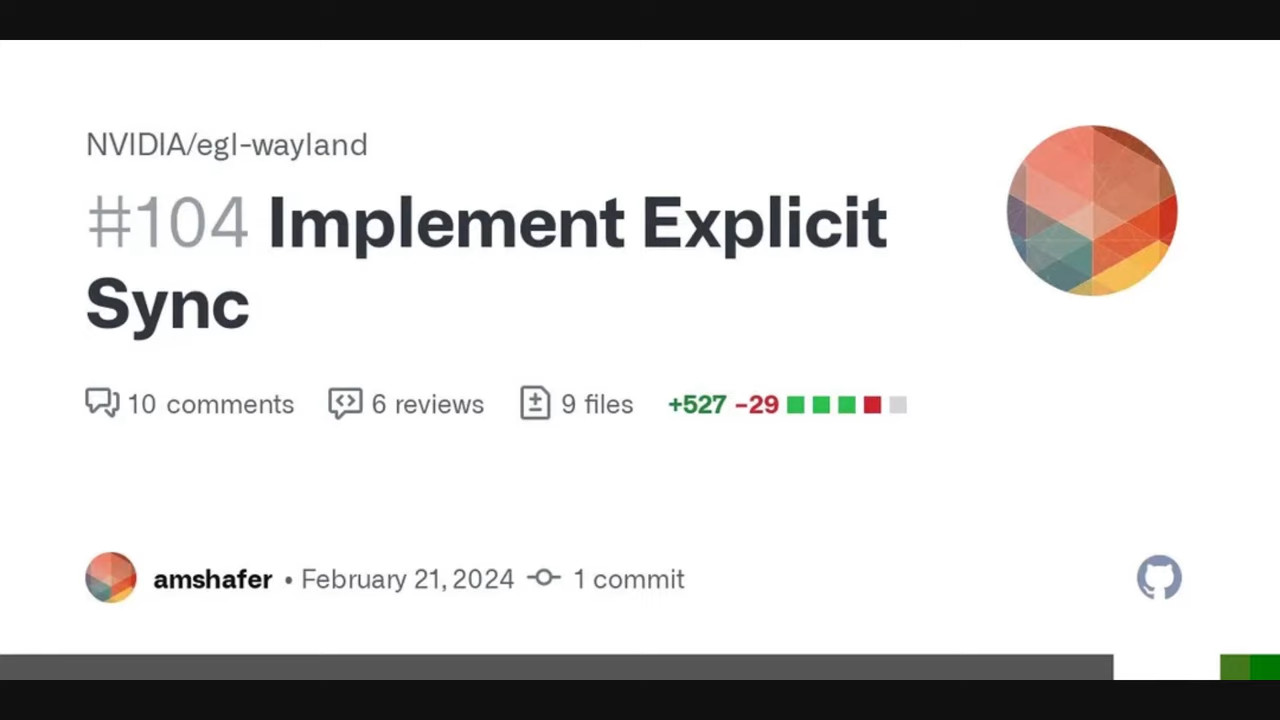 NVIDIA/egl-wayland
#104 Implement Explicit
Sync
10 comments 6 reviews 9 files +527 −29
amshafer • February 21, 2024 1 commit